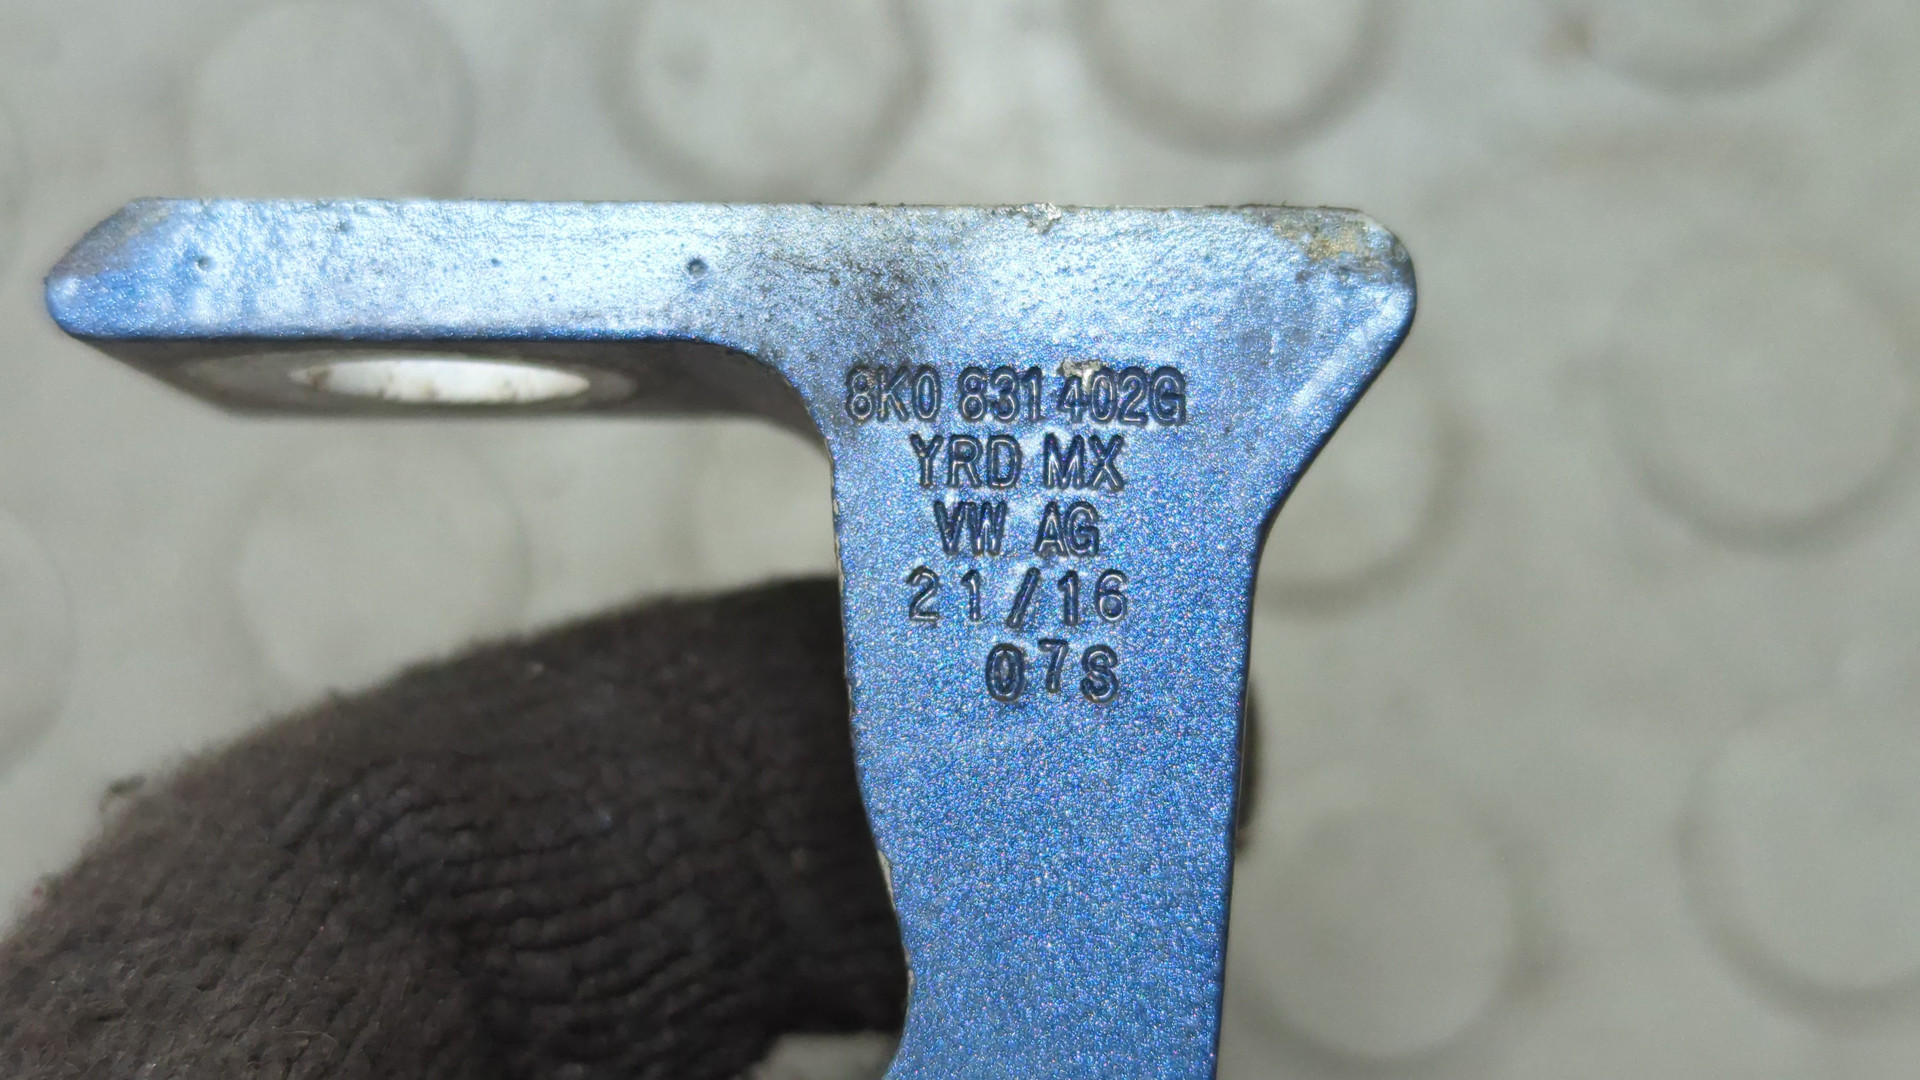 8K0 831 402G
YRD MX
VW AG
21/16
07S